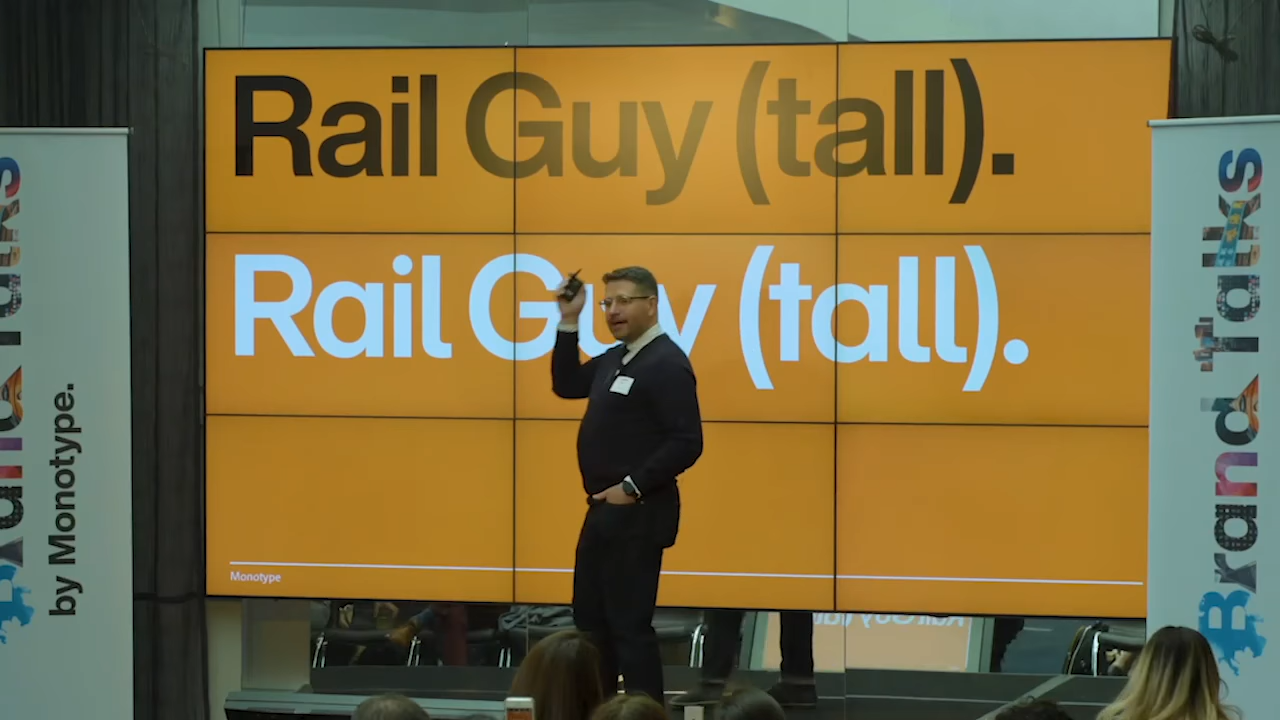 Rail Guy (tall).
Rail Guy (tall).
Monotype
Brand Talks
by Monotype.
Brand Talks